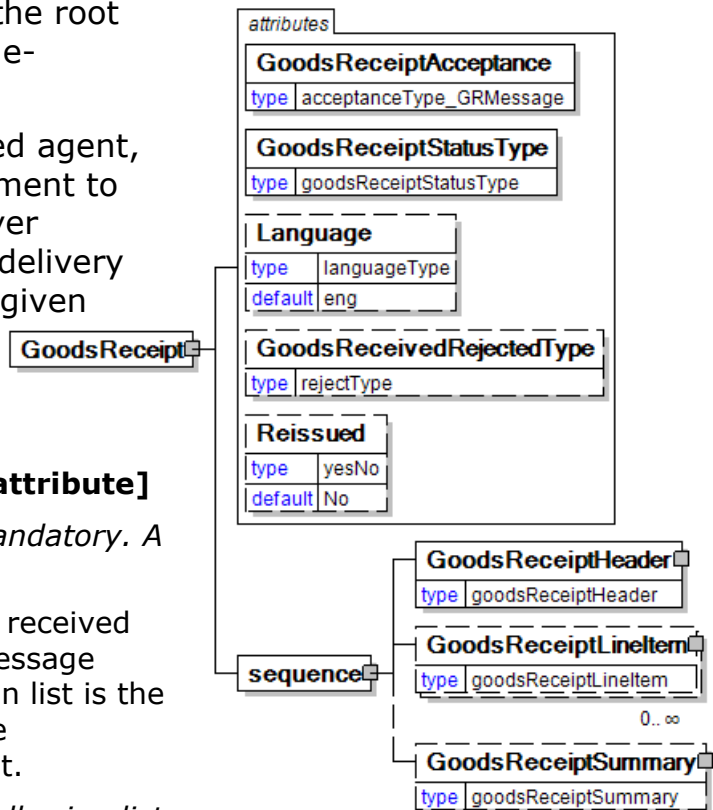 the root
e-
ed agent,
ment to
ver
delivery
given
attribute]
andatory. A
received
essage
n list is the
e
t.
attributes
GoodsReceiptAcceptance
type acceptanceType_GRMessage
GoodsReceiptStatusType
type goodsReceiptStatusType
Language
type languageType
default eng
GoodsReceipt
GoodsReceivedRejectedType
type rejectType
Reissued
type yesNo
default No
sequence
GoodsReceiptHeader
type goodsReceiptHeader
GoodsReceiptLineItem
type goodsReceiptLineItem
0.. ∞
GoodsReceiptSummary
type goodsReceiptSummary